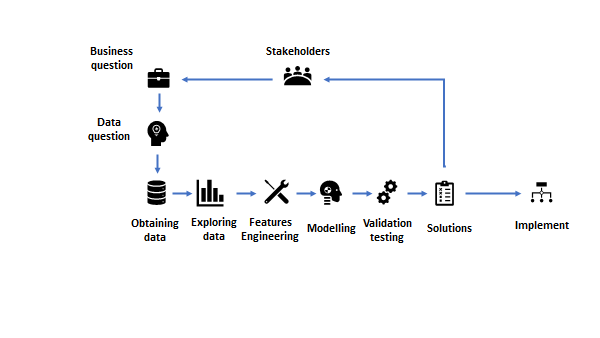 Business
question
Stakeholders
Data
question
Obtaining
data
Exploring
data
Features
Engineering
Modelling
Validation
testing
Solutions
Implement